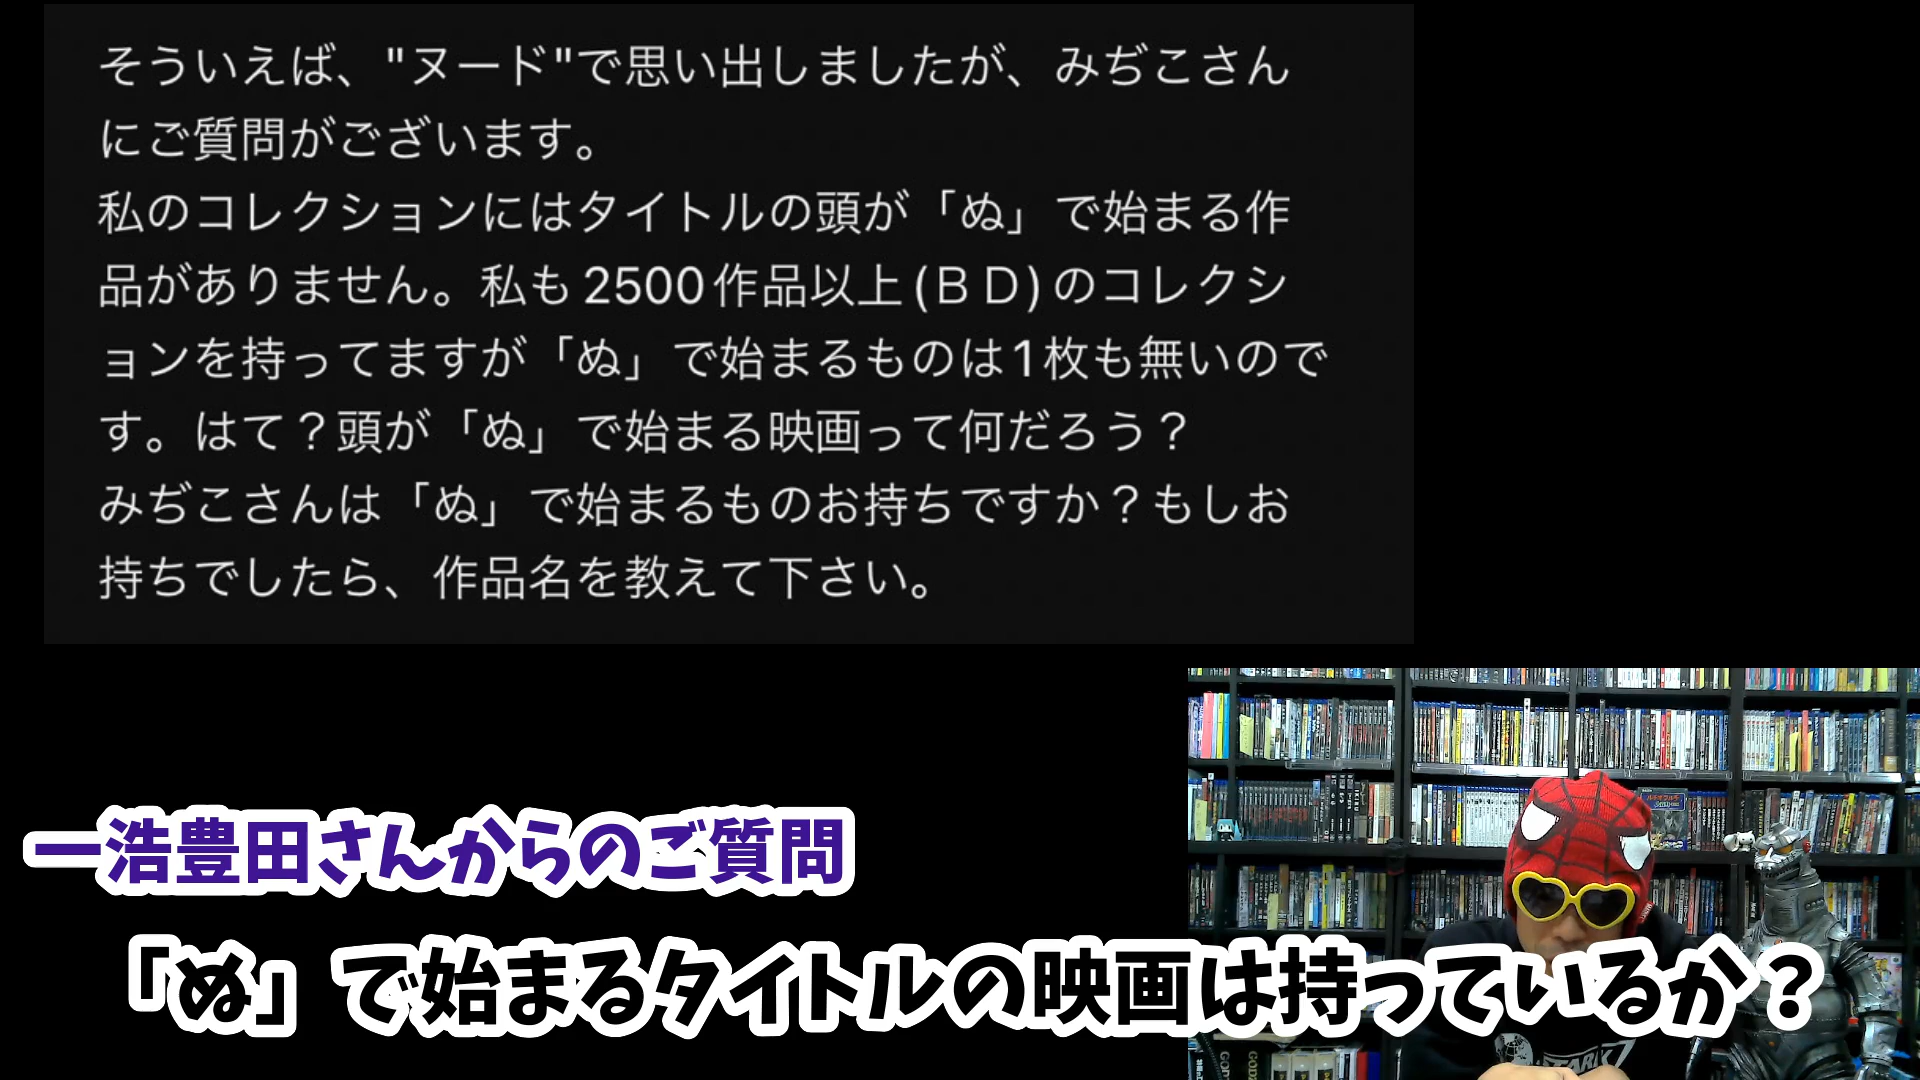 そういえば、"ヌード"で思い出しましたが、みぢこさん
にご質問がございます。
私のコレクションにはタイトルの頭が「ぬ」で始まる作
品がありません。私も2500作品以上(ＢＤ)のコレクシ
ョンを持ってますが「ぬ」で始まるものは1枚も無いので
す。はて？頭が「ぬ」で始まる映画って何だろう？
みぢこさんは「ぬ」で始まるものお持ちですか？もしお
持ちでしたら、作品名を教えて下さい。
一浩豊田さんからのご質問
「ぬ」で始まるタイトルの映画は持っているか？